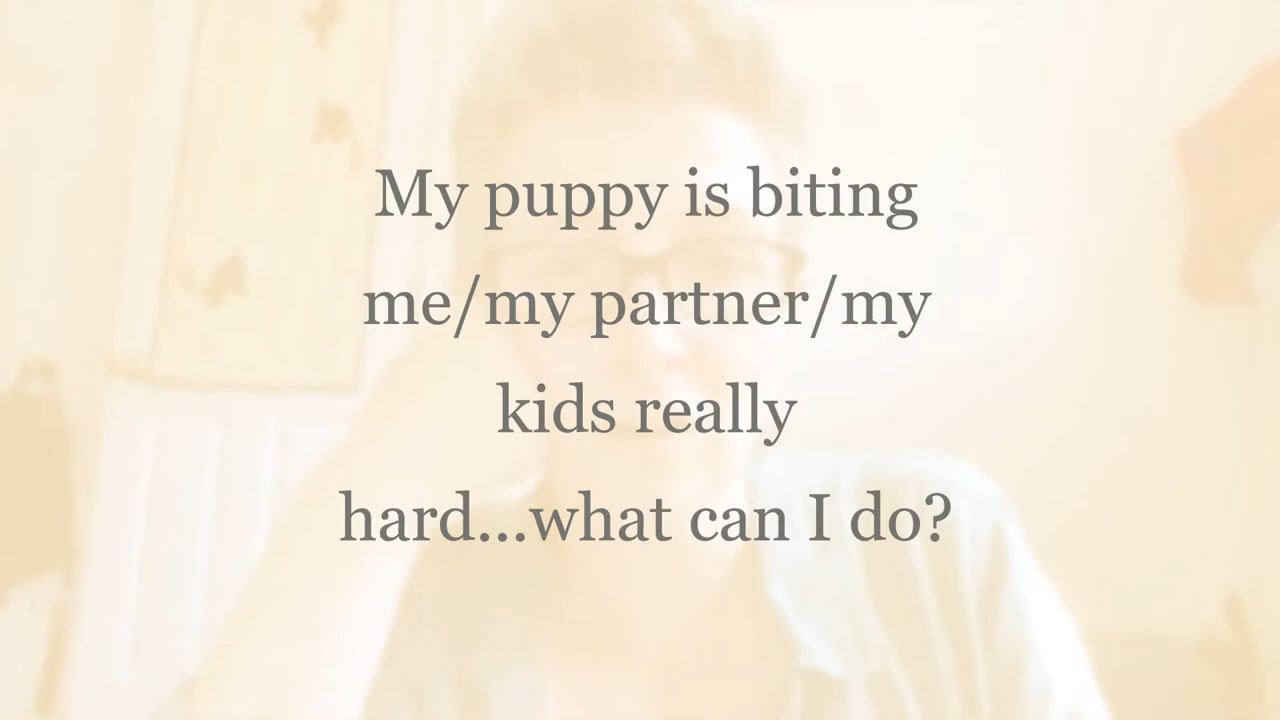 My puppy is biting
me/my partner/my
kids really
hard...what can I do?